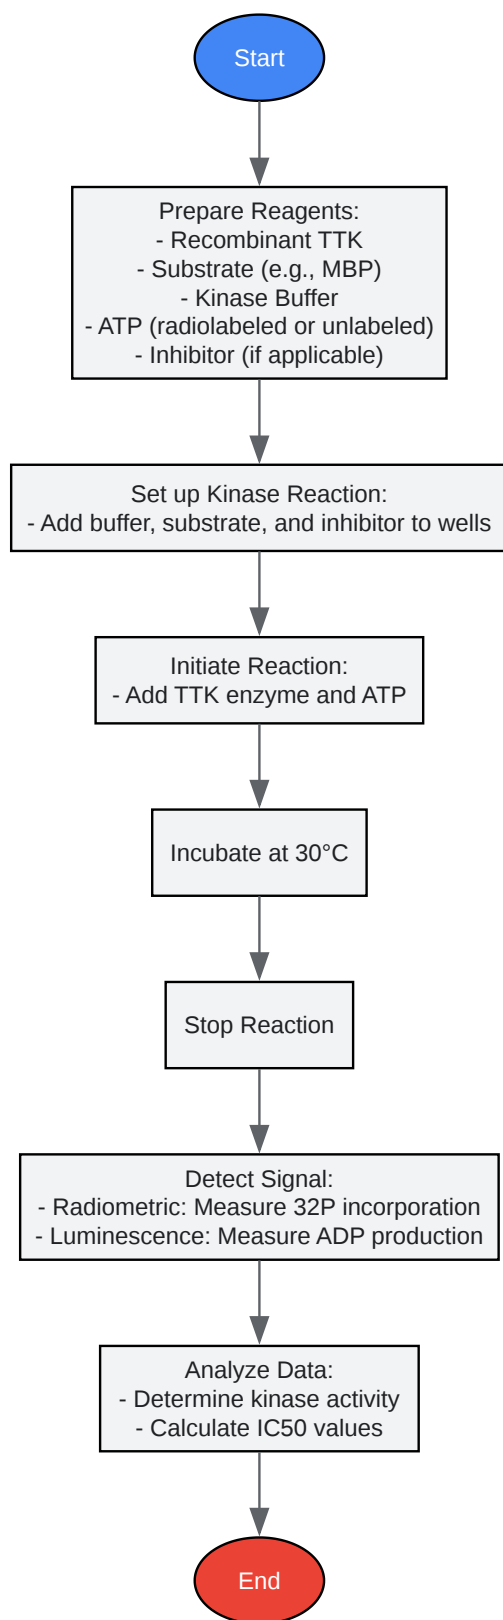 Start
Prepare Reagents:
- Recombinant TTK
- Substrate (e.g., MBP)
- Kinase Buffer
- ATP (radiolabeled or unlabeled)
- Inhibitor (if applicable)
Set up Kinase Reaction:
- Add buffer, substrate, and inhibitor to wells
Initiate Reaction:
- Add TTK enzyme and ATP
Incubate at 30°C
Stop Reaction
Detect Signal:
- Radiometric: Measure 32P incorporation
- Luminescence: Measure ADP production
Analyze Data:
- Determine kinase activity
- Calculate IC50 values
End